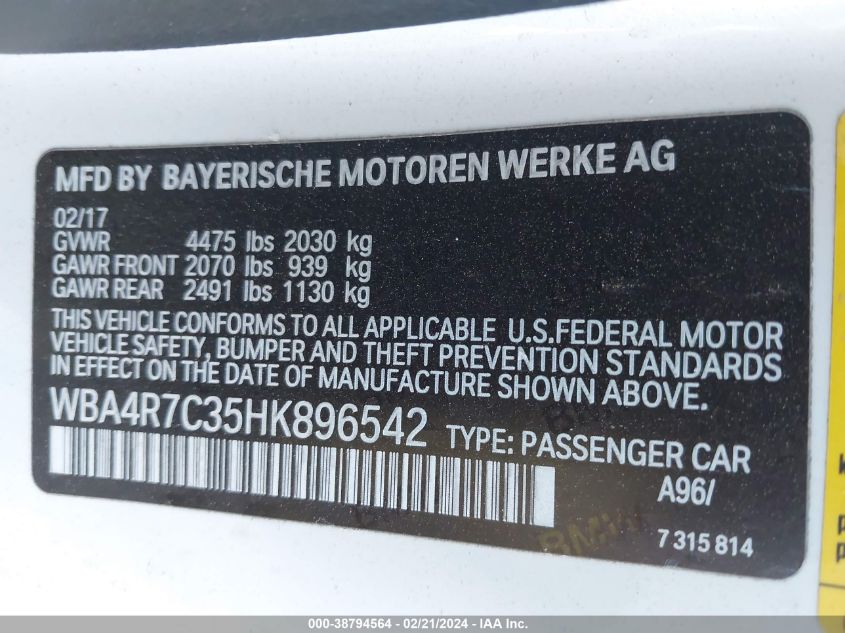 MFD BY BAYERISCHE MOTOREN WERKE AG
02/17
GVWR 4475 lbs 2030 kg
GAWR FRONT 2070 lbs 939 kg
GAWR REAR 2491 lbs 1130 kg
THIS VEHICLE CONFORMS TO ALL APPLICABLE U.S.FEDERAL MOTOR
VEHICLE SAFETY, BUMPER AND THEFT PREVENTION STANDARDS
IN EFFECT ON THE DATE OF MANUFACTURE SHOWN ABOVE.
WBA4R7C35HK896542 TYPE: PASSENGER CAR
A96/
BMW
7 315 814
000-38794564 - 02/21/2024 - IAA Inc.